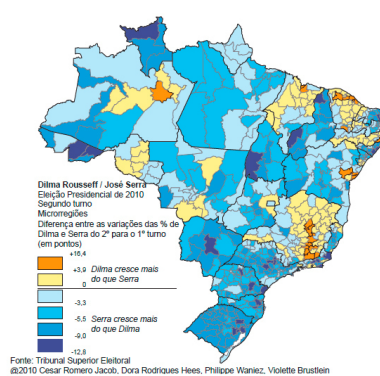 Dilma Rousseff / José Serra
Eleição Presidencial de 2010
Segundo turno
Microrregiões
Diferença entre as variações das % de
Dilma e Serra do 2º para o 1º turno
(em pontos)
+16,4
Dilma cresce mais
+3,9
do que Serra
0
-3,3
Serra cresce mais
-5,5
do que Dilma
-9,0
-12,8
Fonte: Tribunal Superior Eleitoral
@2010 Cesar Romero Jacob, Dora Rodrigues Hees, Philippe Waniez, Violette Brustlein